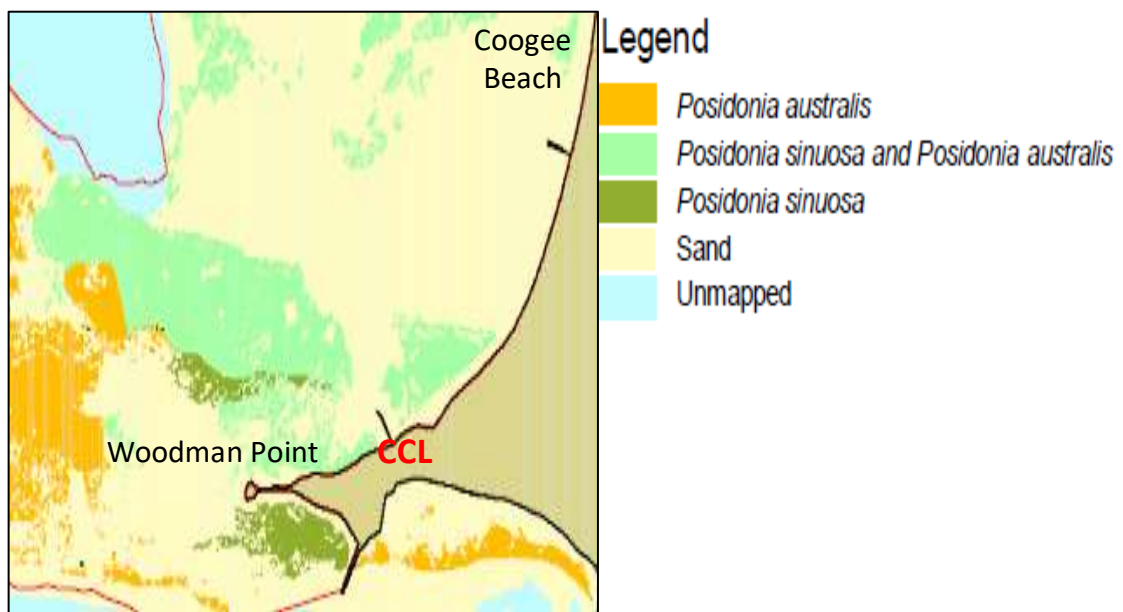 Coogee
Beach
Woodman Point
CCL
Legend
Posidonia australis
Posidonia sinuosa and Posidonia australis
Posidonia sinuosa
Sand
Unmapped